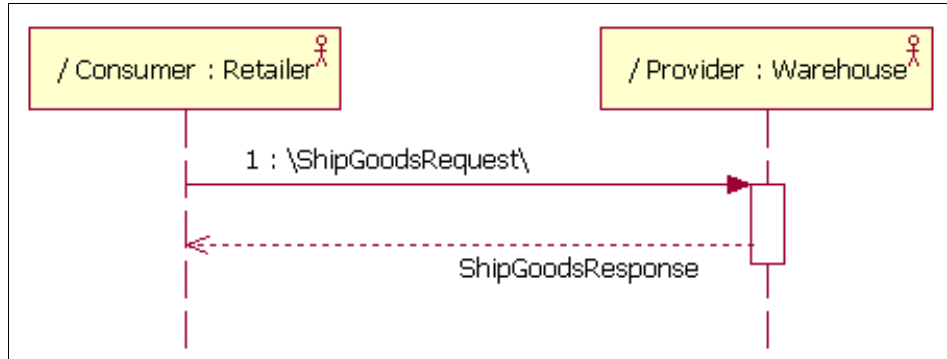 / Consumer : Retailer
/ Provider : Warehouse
1 : \ShipGoodsRequest\
ShipGoodsResponse